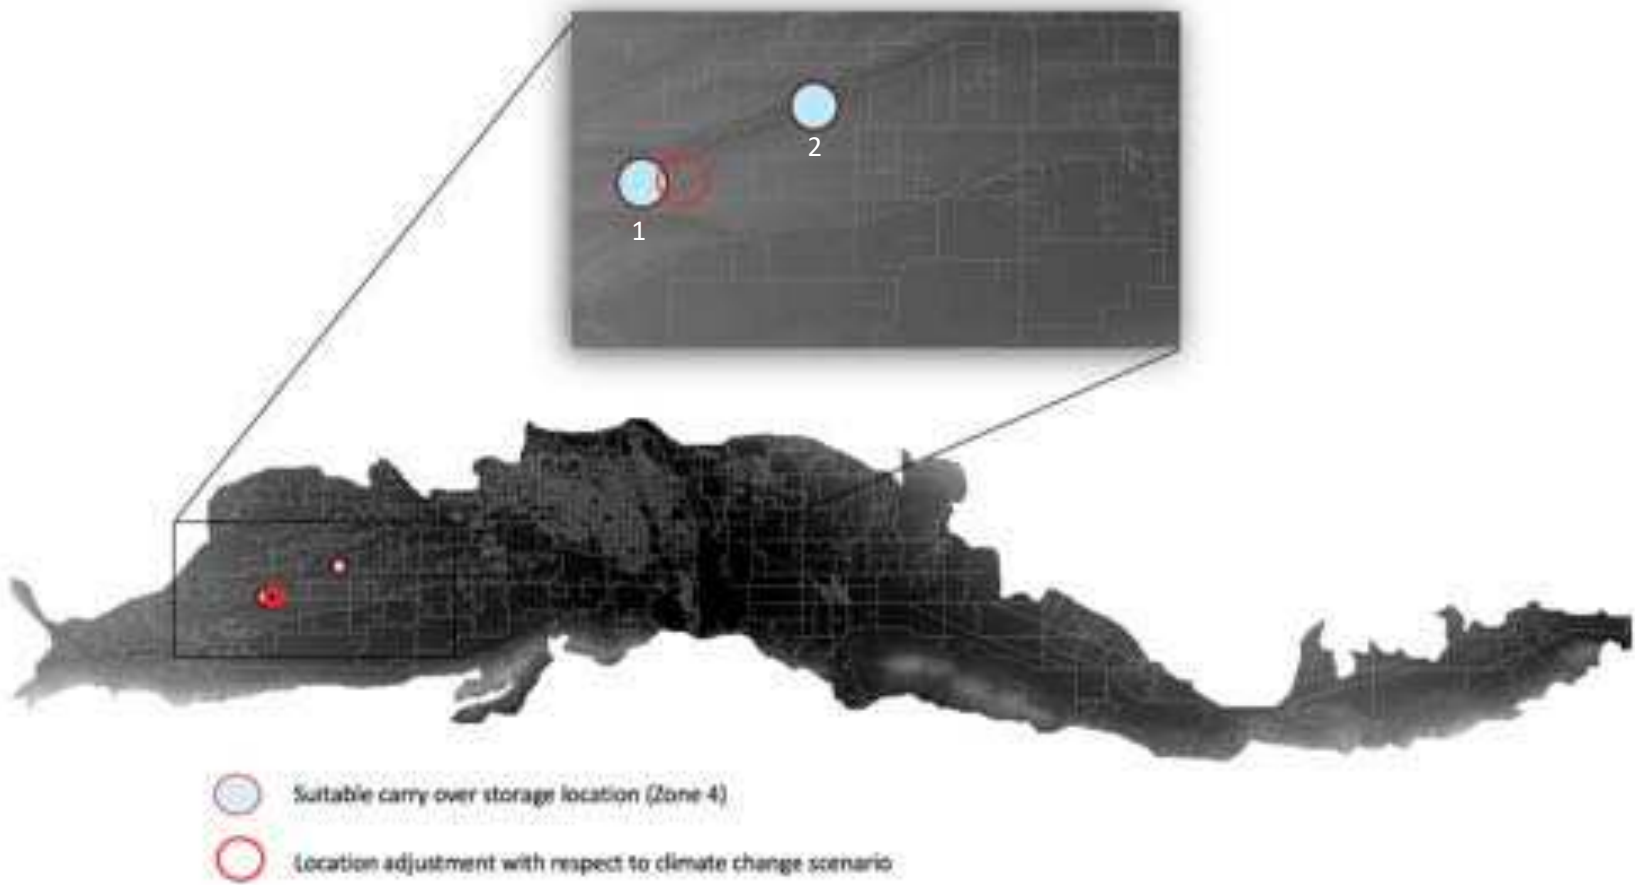 2
1
Suitable carry over storage location (Zone 4)
Location adjustment with respect to climate change scenario